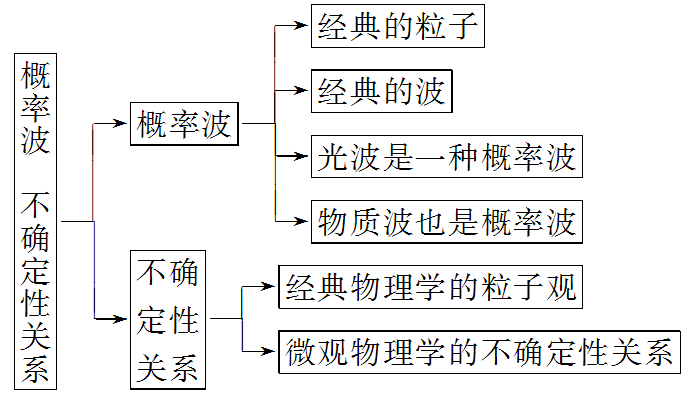 概率波 不确定性关系
概率波
经典的粒子
经典的波
光波是一种概率波
物质波也是概率波
不确
定性
关系
经典物理学的粒子观
微观物理学的不确定性关系